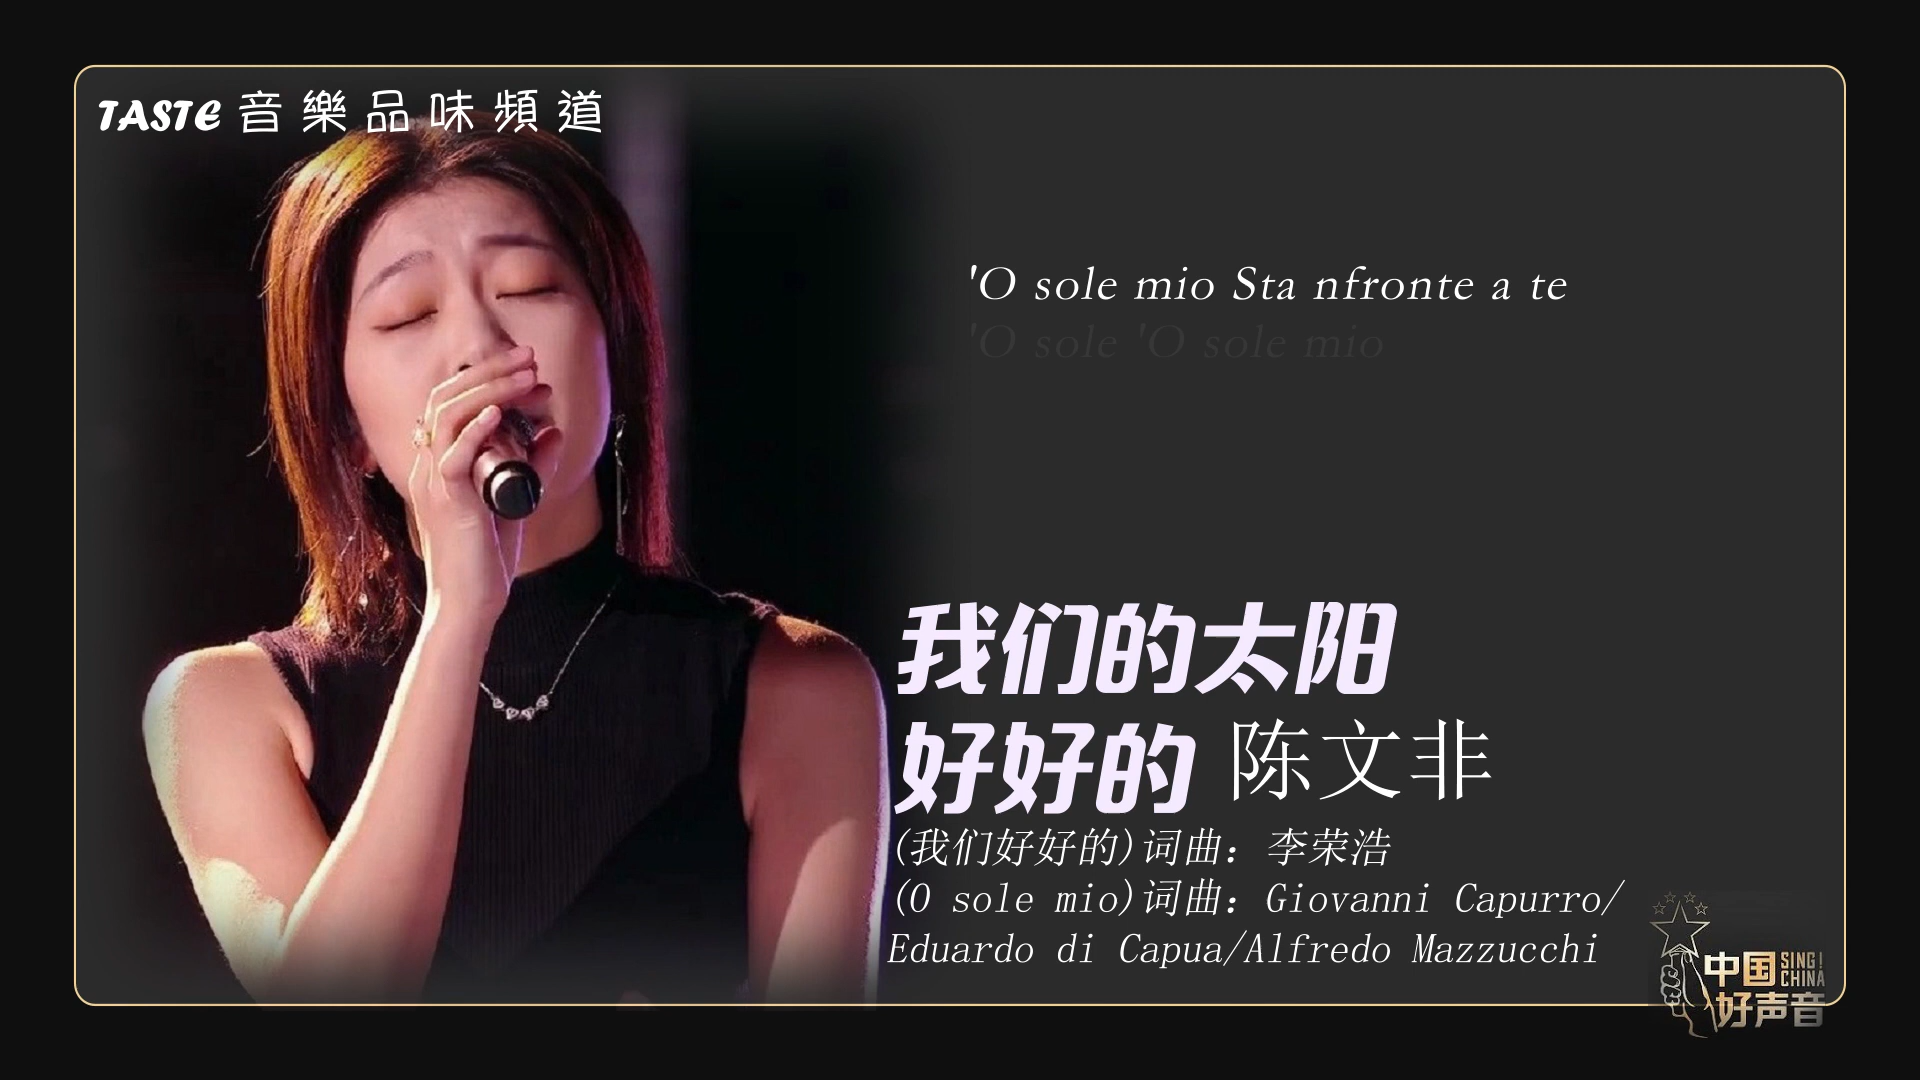 TASTE 音樂品味頻道
'O sole mio Sta nfronte a te
'O sole 'O sole mio
我们的太阳
好好的 陈文非
(我们好好的)词曲：李荣浩
(O sole mio)词曲：Giovanni Capurro/
Eduardo di Capua/Alfredo Mazzucchi
中国 SING! CHINA
好声音